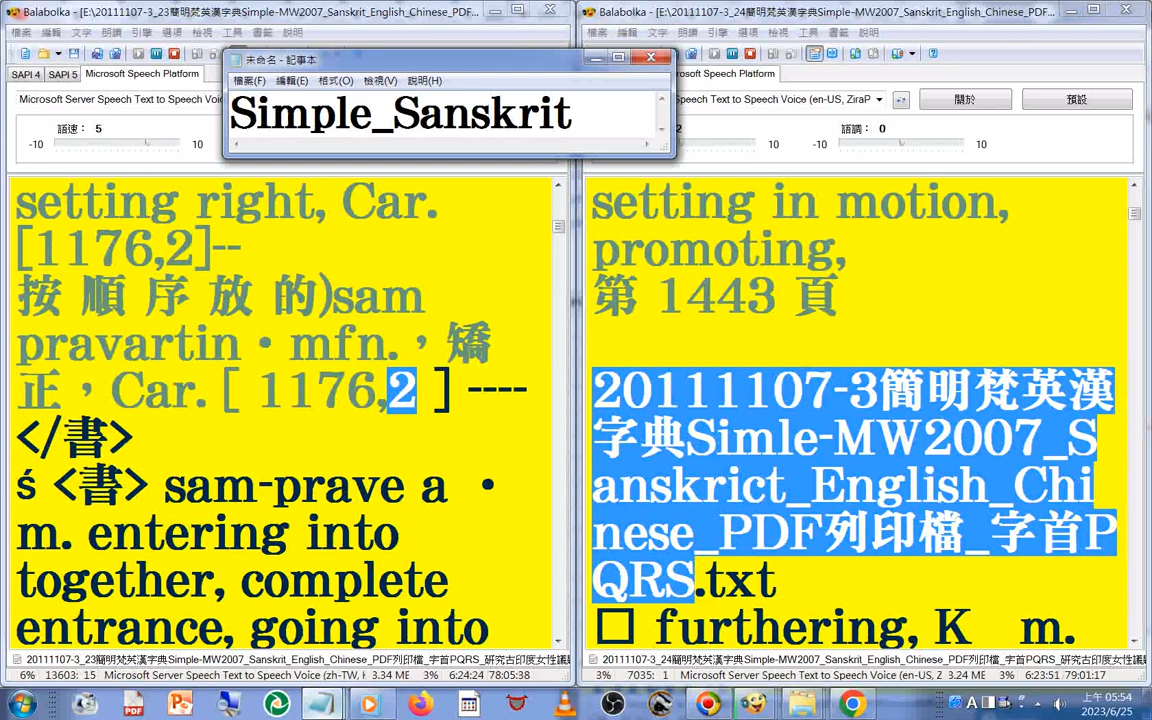 Balabolka - [E:\20111107-3_23簡明梵英漢字典Simple-MW2007_Sanskrit_English_Chinese_PDF...
檔案 編輯 文字 朗讀 引擎 選項 檢視 工具 書籤 說明
SAPI 4 SAPI 5 Microsoft Speech Platform
Microsoft Server Speech Text to Speech Voi
語速： 5
-10 10
setting right, Car.
[1176,2]--
按 順 序 放 的)sam
pravartin・mfn.，矯
正，Car. [ 1176,2 ] ----
</書>
ś <書> sam-prave a ・
m. entering into
together, complete
entrance, going into
20111107-3_23簡明梵英漢字典Simple-MW2007_Sanskrit_English_Chinese_PDF列印檔_字首PQRS_研究古印度女性議題
6% 13603: 15 Microsoft Server Speech Text to Speech Voice (zh-TW, H 3.34 MB 3% 6:24:24 78:05:38
未命名 - 記事本
檔案(F) 編輯(E) 格式(O) 檢視(V) 說明(H)
Simple_Sanskrit
Balabolka - [E:\20111107-3_24簡明梵英漢字典Simple-MW2007_Sanskrit_English_Chinese_PDF...
檔案 編輯 文字 朗讀 引擎 選項 檢視 工具 書籤 說明
rosoft Speech Platform
h Text to Speech Voice (en-US, ZiraP
關於 預設
2 語調： 0
10 -10 10
setting in motion,
promoting,
第 1443 頁
20111107-3簡明梵英漢
字典Simle-MW2007_S
anskrict_English_Chi
nese_PDF列印檔_字首P
QRS.txt
□ furthering, K m.
20111107-3_24簡明梵英漢字典Simple-MW2007_Sanskrit_English_Chinese_PDF列印檔_字首PQRS_研究古印度女性議
3% 7035: 1 Microsoft Server Speech Text to Speech Voice (en-US, 3.24 MB 3% 6:23:51 79:01:17
上午 05:54
2023/6/25